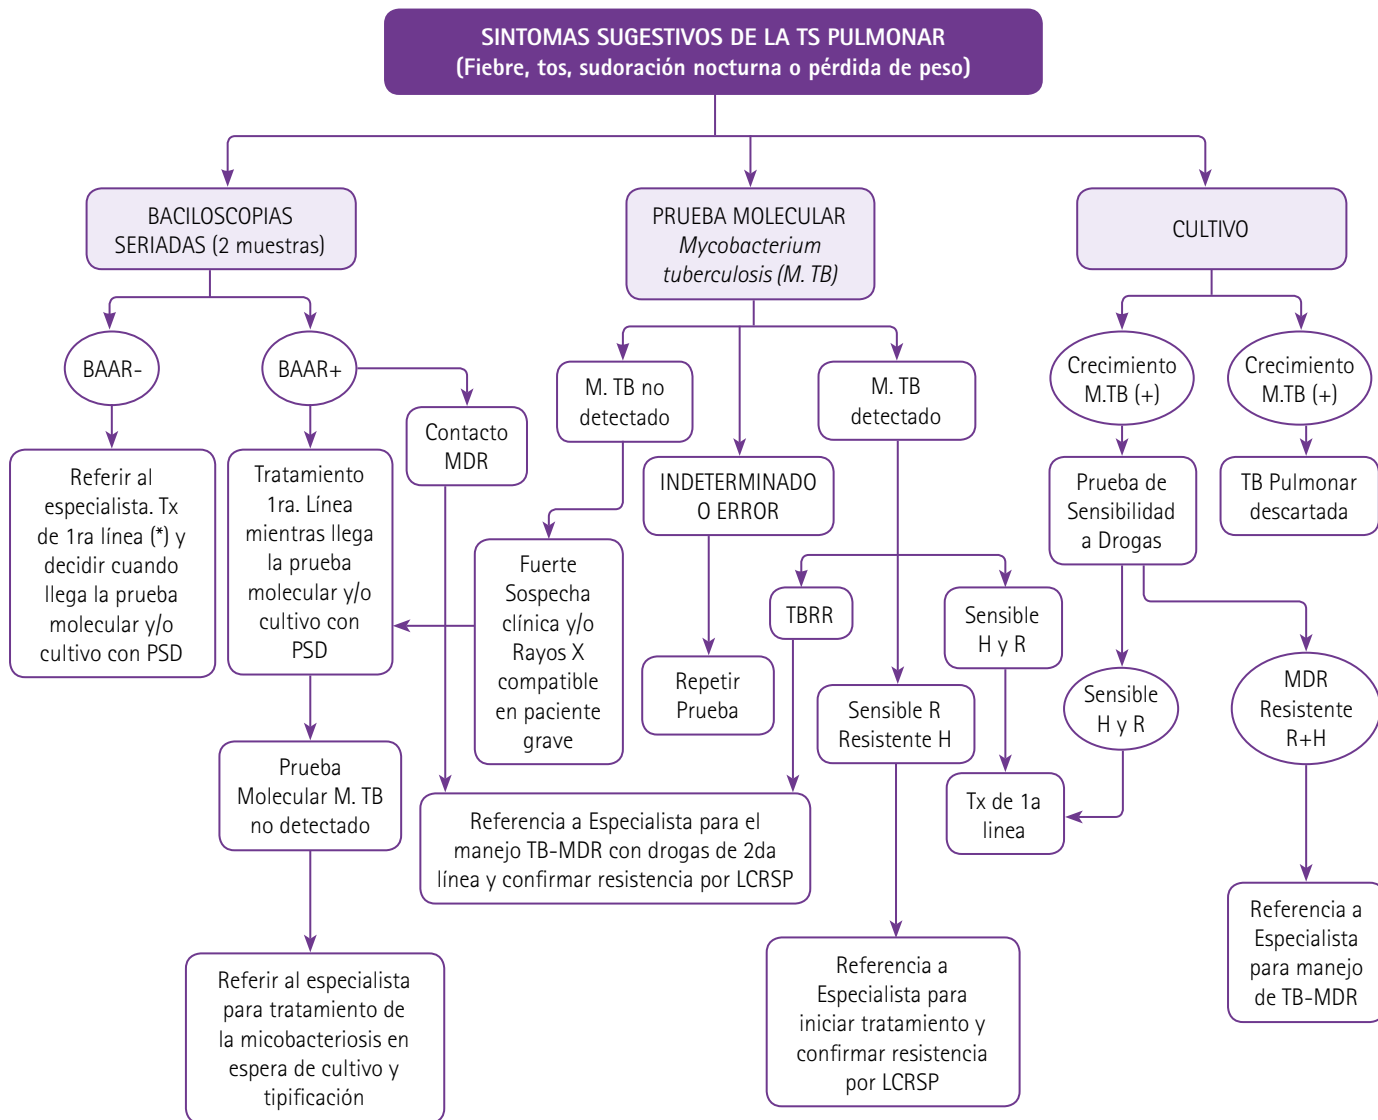 SINTOMAS SUGESTIVOS DE LA TS PULMONAR
(Fiebre, tos, sudoración nocturna o pérdida de peso)
BACILOSCOPIAS
SERIADAS (2 muestras)
PRUEBA MOLECULAR
Mycobacterium
tuberculosis (M. TB)
CULTIVO
BAAR-
BAAR+
Contacto
MDR
M. TB no
detectado
INDETERMINADO
O ERROR
M. TB
detectado
Crecimiento
M.TB (+)
Crecimiento
M.TB (+)
Referir al
especialista. Tx
de 1ra línea (*) y
decidir cuando
llega la prueba
molecular y/o
cultivo con PSD
Tratamiento
1ra. Línea
mientras llega
la prueba
molecular y/o
cultivo con
PSD
Fuerte
Sospecha
clínica y/o
Rayos X
compatible
en paciente
grave
Repetir
Prueba
TBRR
Sensible
H y R
Prueba de
Sensibilidad
a Drogas
TB Pulmonar
descartada
Sensible R
Resistente H
Sensible
H y R
MDR
Resistente
R+H
Prueba
Molecular M. TB
no detectado
Referencia a Especialista para el
manejo TB-MDR con drogas de 2da
línea y confirmar resistencia por LCRSP
Tx de 1a
linea
Referir al especialista
para tratamiento de
la micobacteriosis en
espera de cultivo y
tipificación
Referencia a
Especialista para
iniciar tratamiento y
confirmar resistencia
por LCRSP
Referencia a
Especialista
para manejo
de TB-MDR